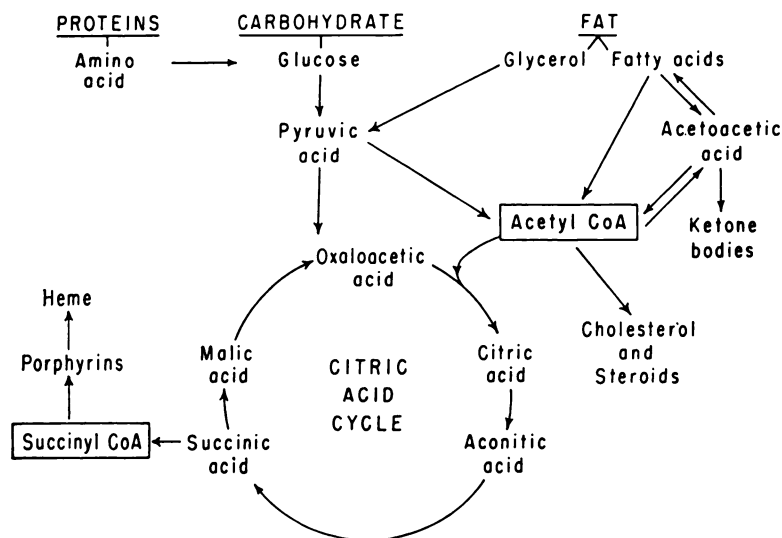 PROTEINS
Amino
acid
CARBOHYDRATE
Glucose
FAT
Glycerol
Fatty acids
Pyruvic
acid
Acetoacetic
acid
Acetyl CoA
Ketone
bodies
Oxaloacetic
acid
Heme
Porphyrins
Succinyl CoA
Malic
acid
CITRIC
ACID
CYCLE
Citric
acid
Cholesterol
and
Steroids
Succinic
acid
Aconitic
acid